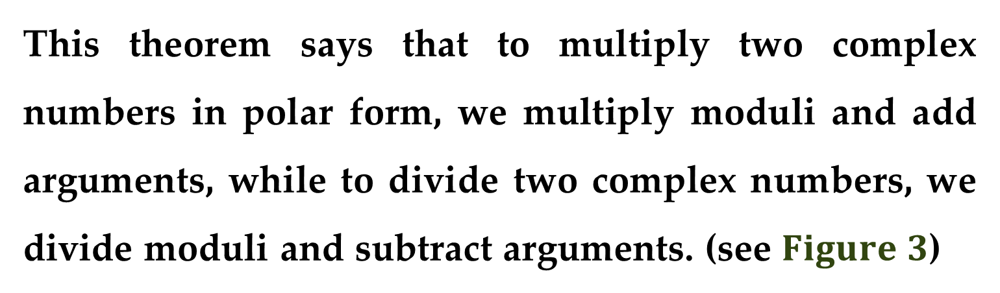 This theorem says that to multiply two complex
numbers in polar form, we multiply moduli and add
arguments, while to divide two complex numbers, we
divide moduli and subtract arguments. (see Figure 3)